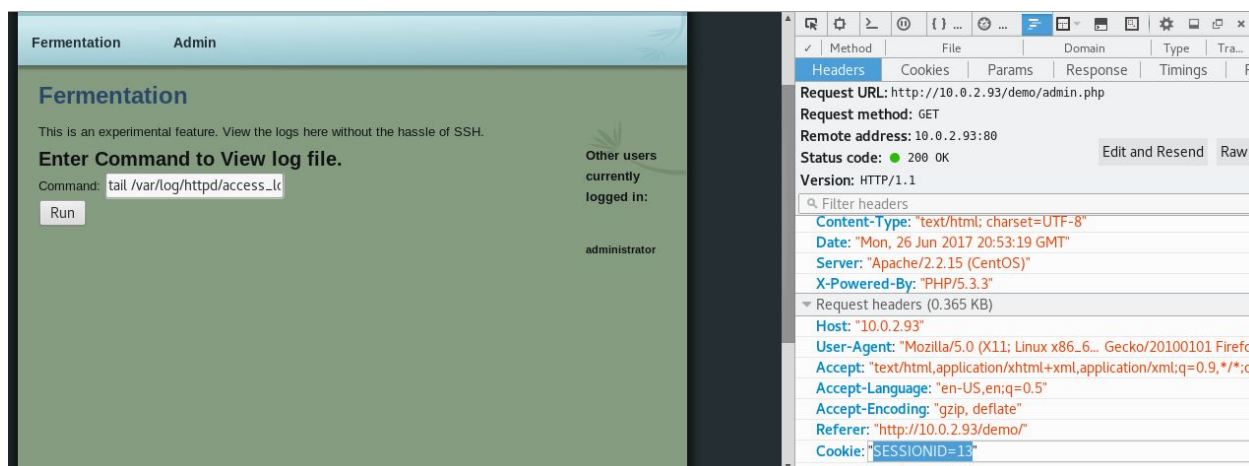 Fermentation Admin
Fermentation
This is an experimental feature. View the logs here without the hassle of SSH.
Enter Command to View log file.
Command: tail /var/log/httpd/access_lo
Run
Other users
currently
logged in:
administrator
{ } ... ...
✓ Method File Domain Type Tra...
Headers Cookies Params Response Timings
Request URL: http://10.0.2.93/demo/admin.php
Request method: GET
Remote address: 10.0.2.93:80
Status code: 200 OK Edit and Resend Raw
Version: HTTP/1.1
Filter headers
Content-Type: "text/html; charset=UTF-8"
Date: "Mon, 26 Jun 2017 20:53:19 GMT"
Server: "Apache/2.2.15 (CentOS)"
X-Powered-By: "PHP/5.3.3"
Request headers (0.365 KB)
Host: "10.0.2.93"
User-Agent: "Mozilla/5.0 (X11; Linux x86_6... Gecko/20100101 Firefo
Accept: "text/html,application/xhtml+xml,application/xml;q=0.9,*/*;q
Accept-Language: "en-US,en;q=0.5"
Accept-Encoding: "gzip, deflate"
Referer: "http://10.0.2.93/demo/"
Cookie: "SESSIONID=13"